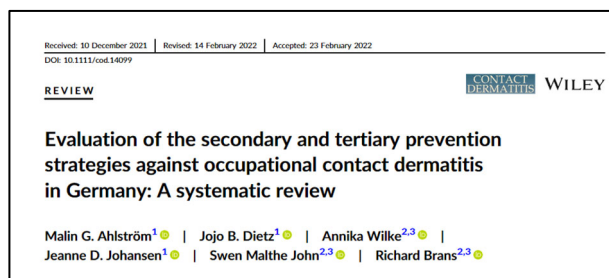 Received: 10 December 2021 | Revised: 14 February 2022 | Accepted: 23 February 2022
DOI: 10.1111/cod.14099
REVIEW
CONTACT
DERMATITIS WILEY
Evaluation of the secondary and tertiary prevention
strategies against occupational contact dermatitis
in Germany: A systematic review
Malin G. Ahlström1 | Jojo B. Dietz1 | Annika Wilke2,3 |
Jeanne D. Johansen1 | Swen Malthe John2,3 | Richard Brans2,3